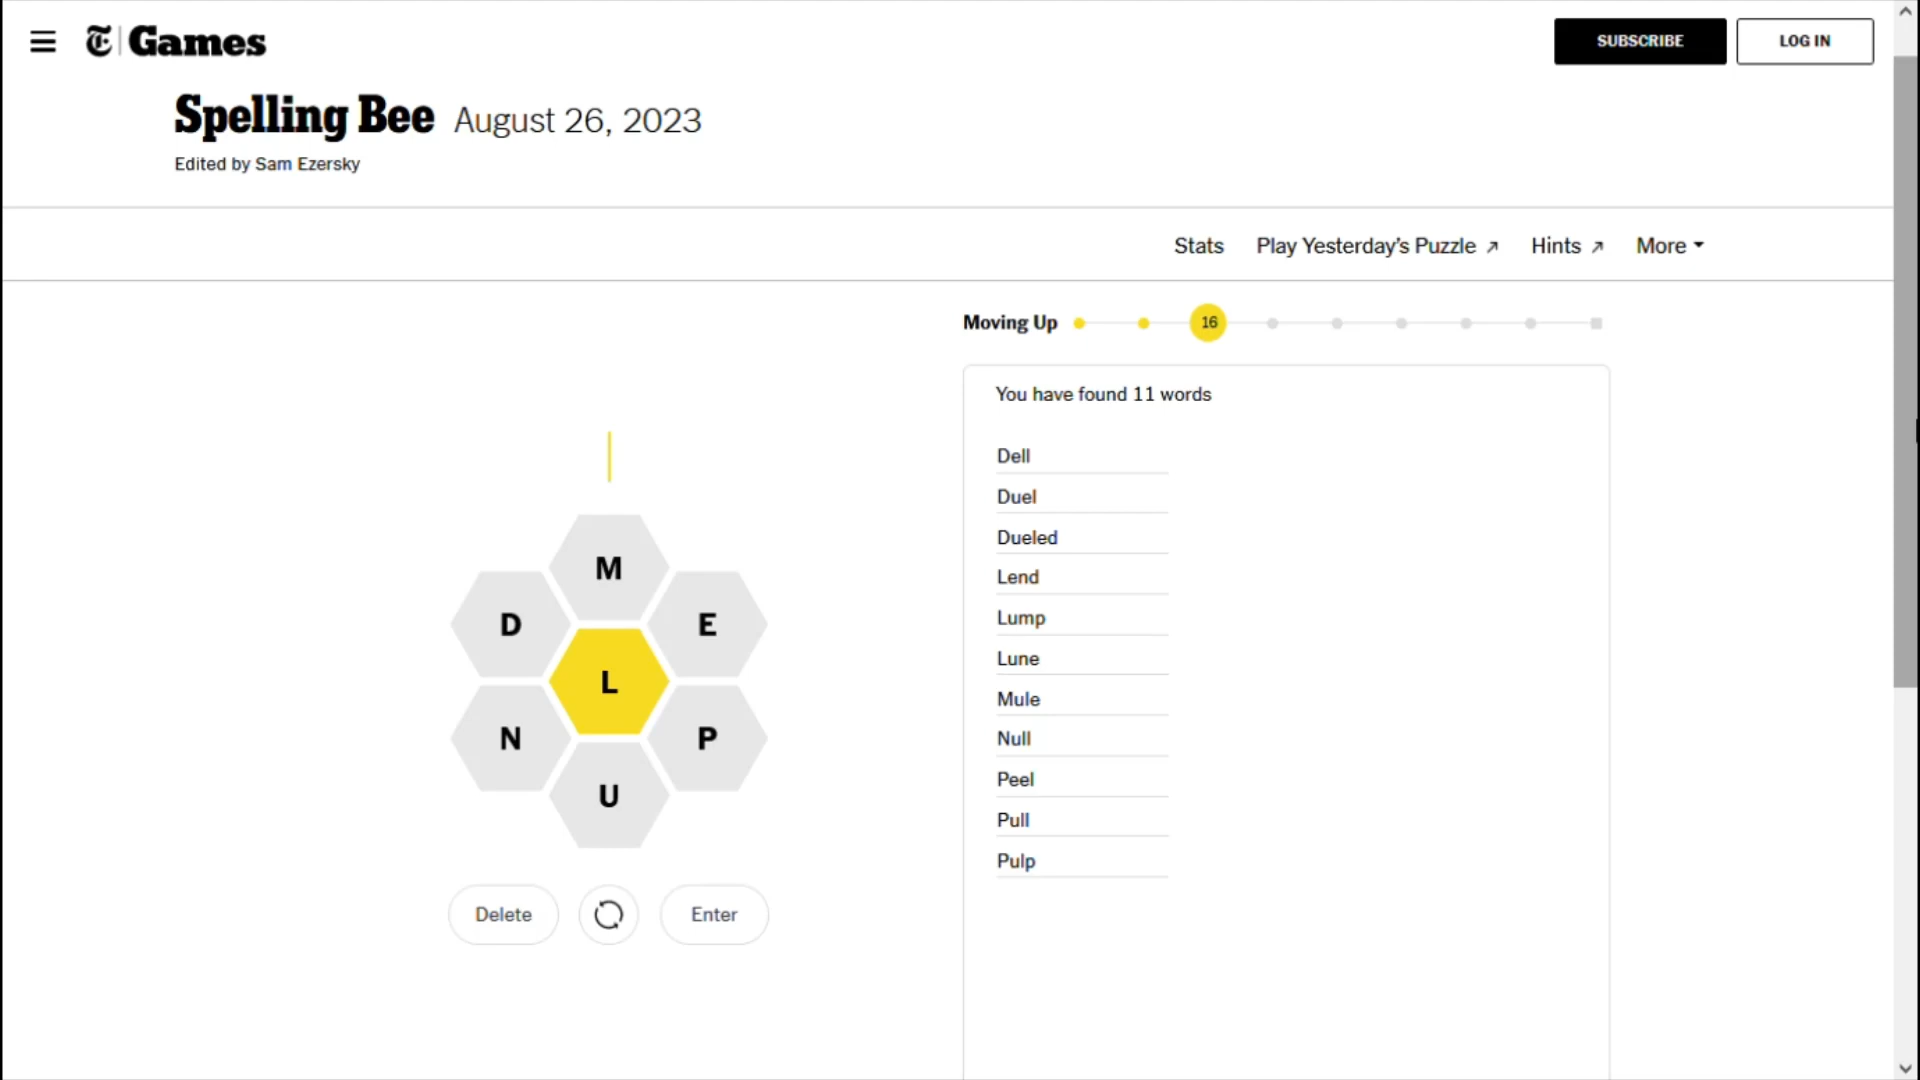 Games
SUBSCRIBE
LOG IN
Spelling Bee August 26, 2023
Edited by Sam Ezersky
Stats
Play Yesterday's Puzzle ↗
Hints ↗
More
Moving Up
16
You have found 11 words
Dell
Duel
Dueled
Lend
Lump
Lune
Mule
Null
Peel
Pull
Pulp
M
D
E
L
N
P
U
Delete
Enter